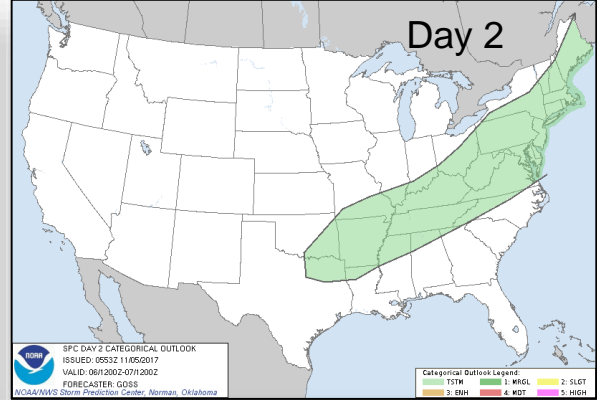 Day 2
SPC DAY 2 CATEGORICAL OUTLOOK
ISSUED: 0553Z 11/05/2017
VALID: 06/1200Z-07/1200Z
FORECASTER: GOSS
NOAA/NWS Storm Prediction Center, Norman, Oklahoma
NOAA
Categorical Outlook Legend:
TSTM 1: MRGL 2: SLGT
3: ENH 4: MDT 5: HIGH